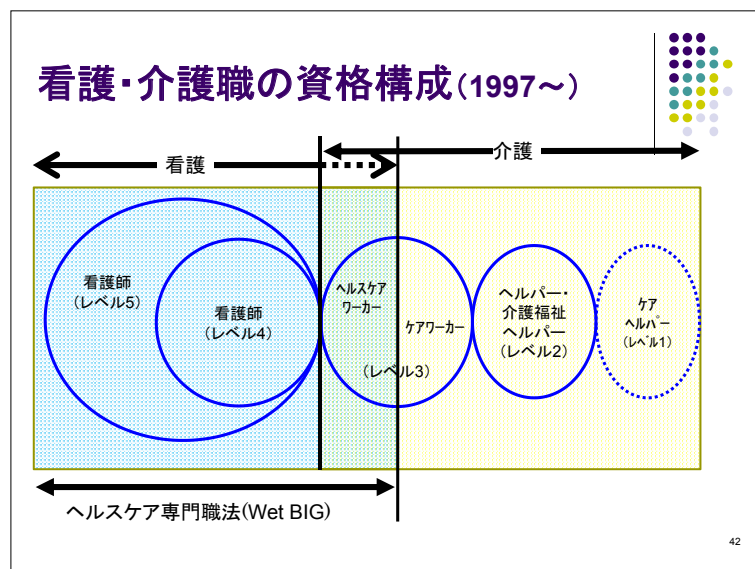 看護・介護職の資格構成(1997~)
看護
介護
看護師
(レベル5)
看護師
(レベル4)
ヘルスケア
ワーカー
ケアワーカー
(レベル3)
ヘルパー・
介護福祉
ヘルパー
(レベル2)
ケア
ヘルパー
(レベル1)
ヘルスケア専門職法(Wet BIG)
42